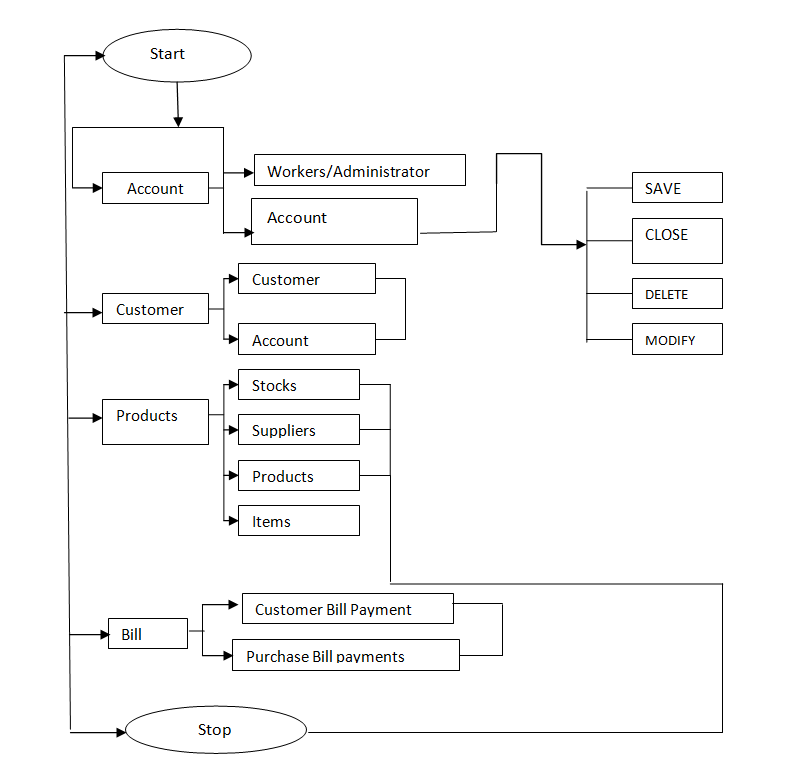 Start
Account
Workers/Administrator
Account
SAVE
CLOSE
DELETE
MODIFY
Customer
Customer
Account
Products
Stocks
Suppliers
Products
Items
Bill
Customer Bill Payment
Purchase Bill payments
Stop